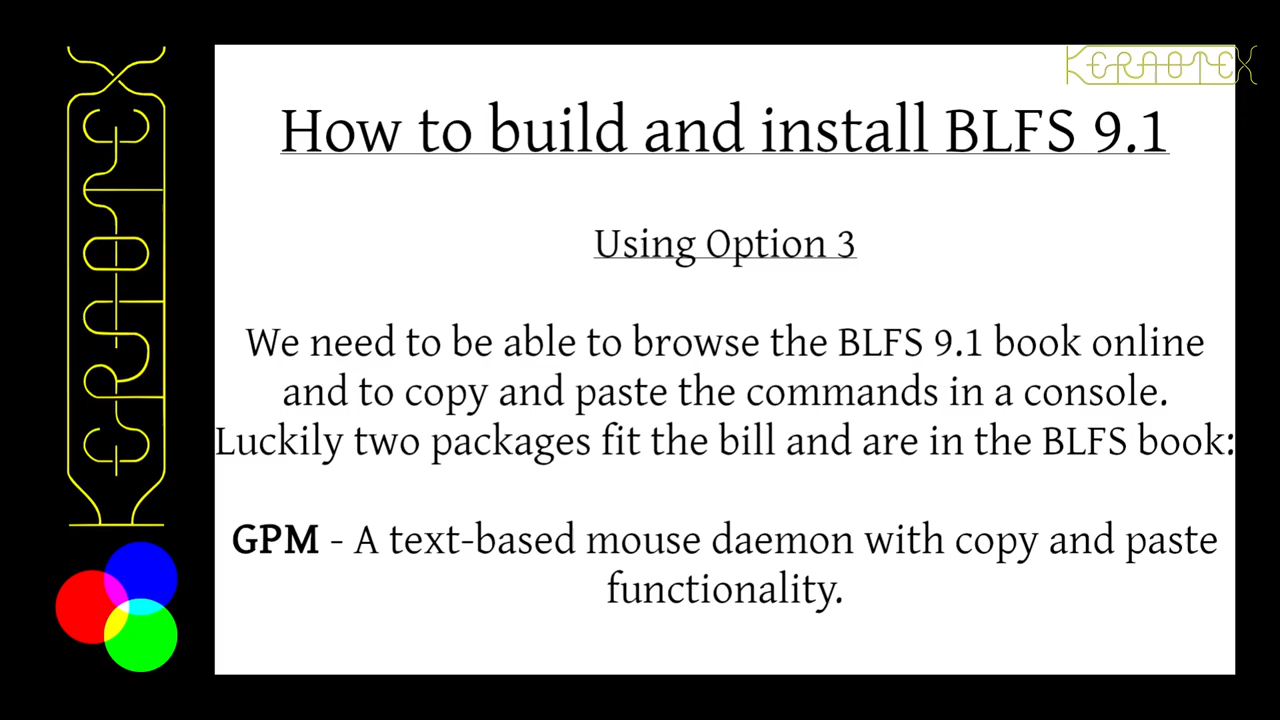 KERNOTEX
How to build and install BLFS 9.1
Using Option 3
We need to be able to browse the BLFS 9.1 book online
and to copy and paste the commands in a console.
Luckily two packages fit the bill and are in the BLFS book:
GPM - A text-based mouse daemon with copy and paste
functionality.